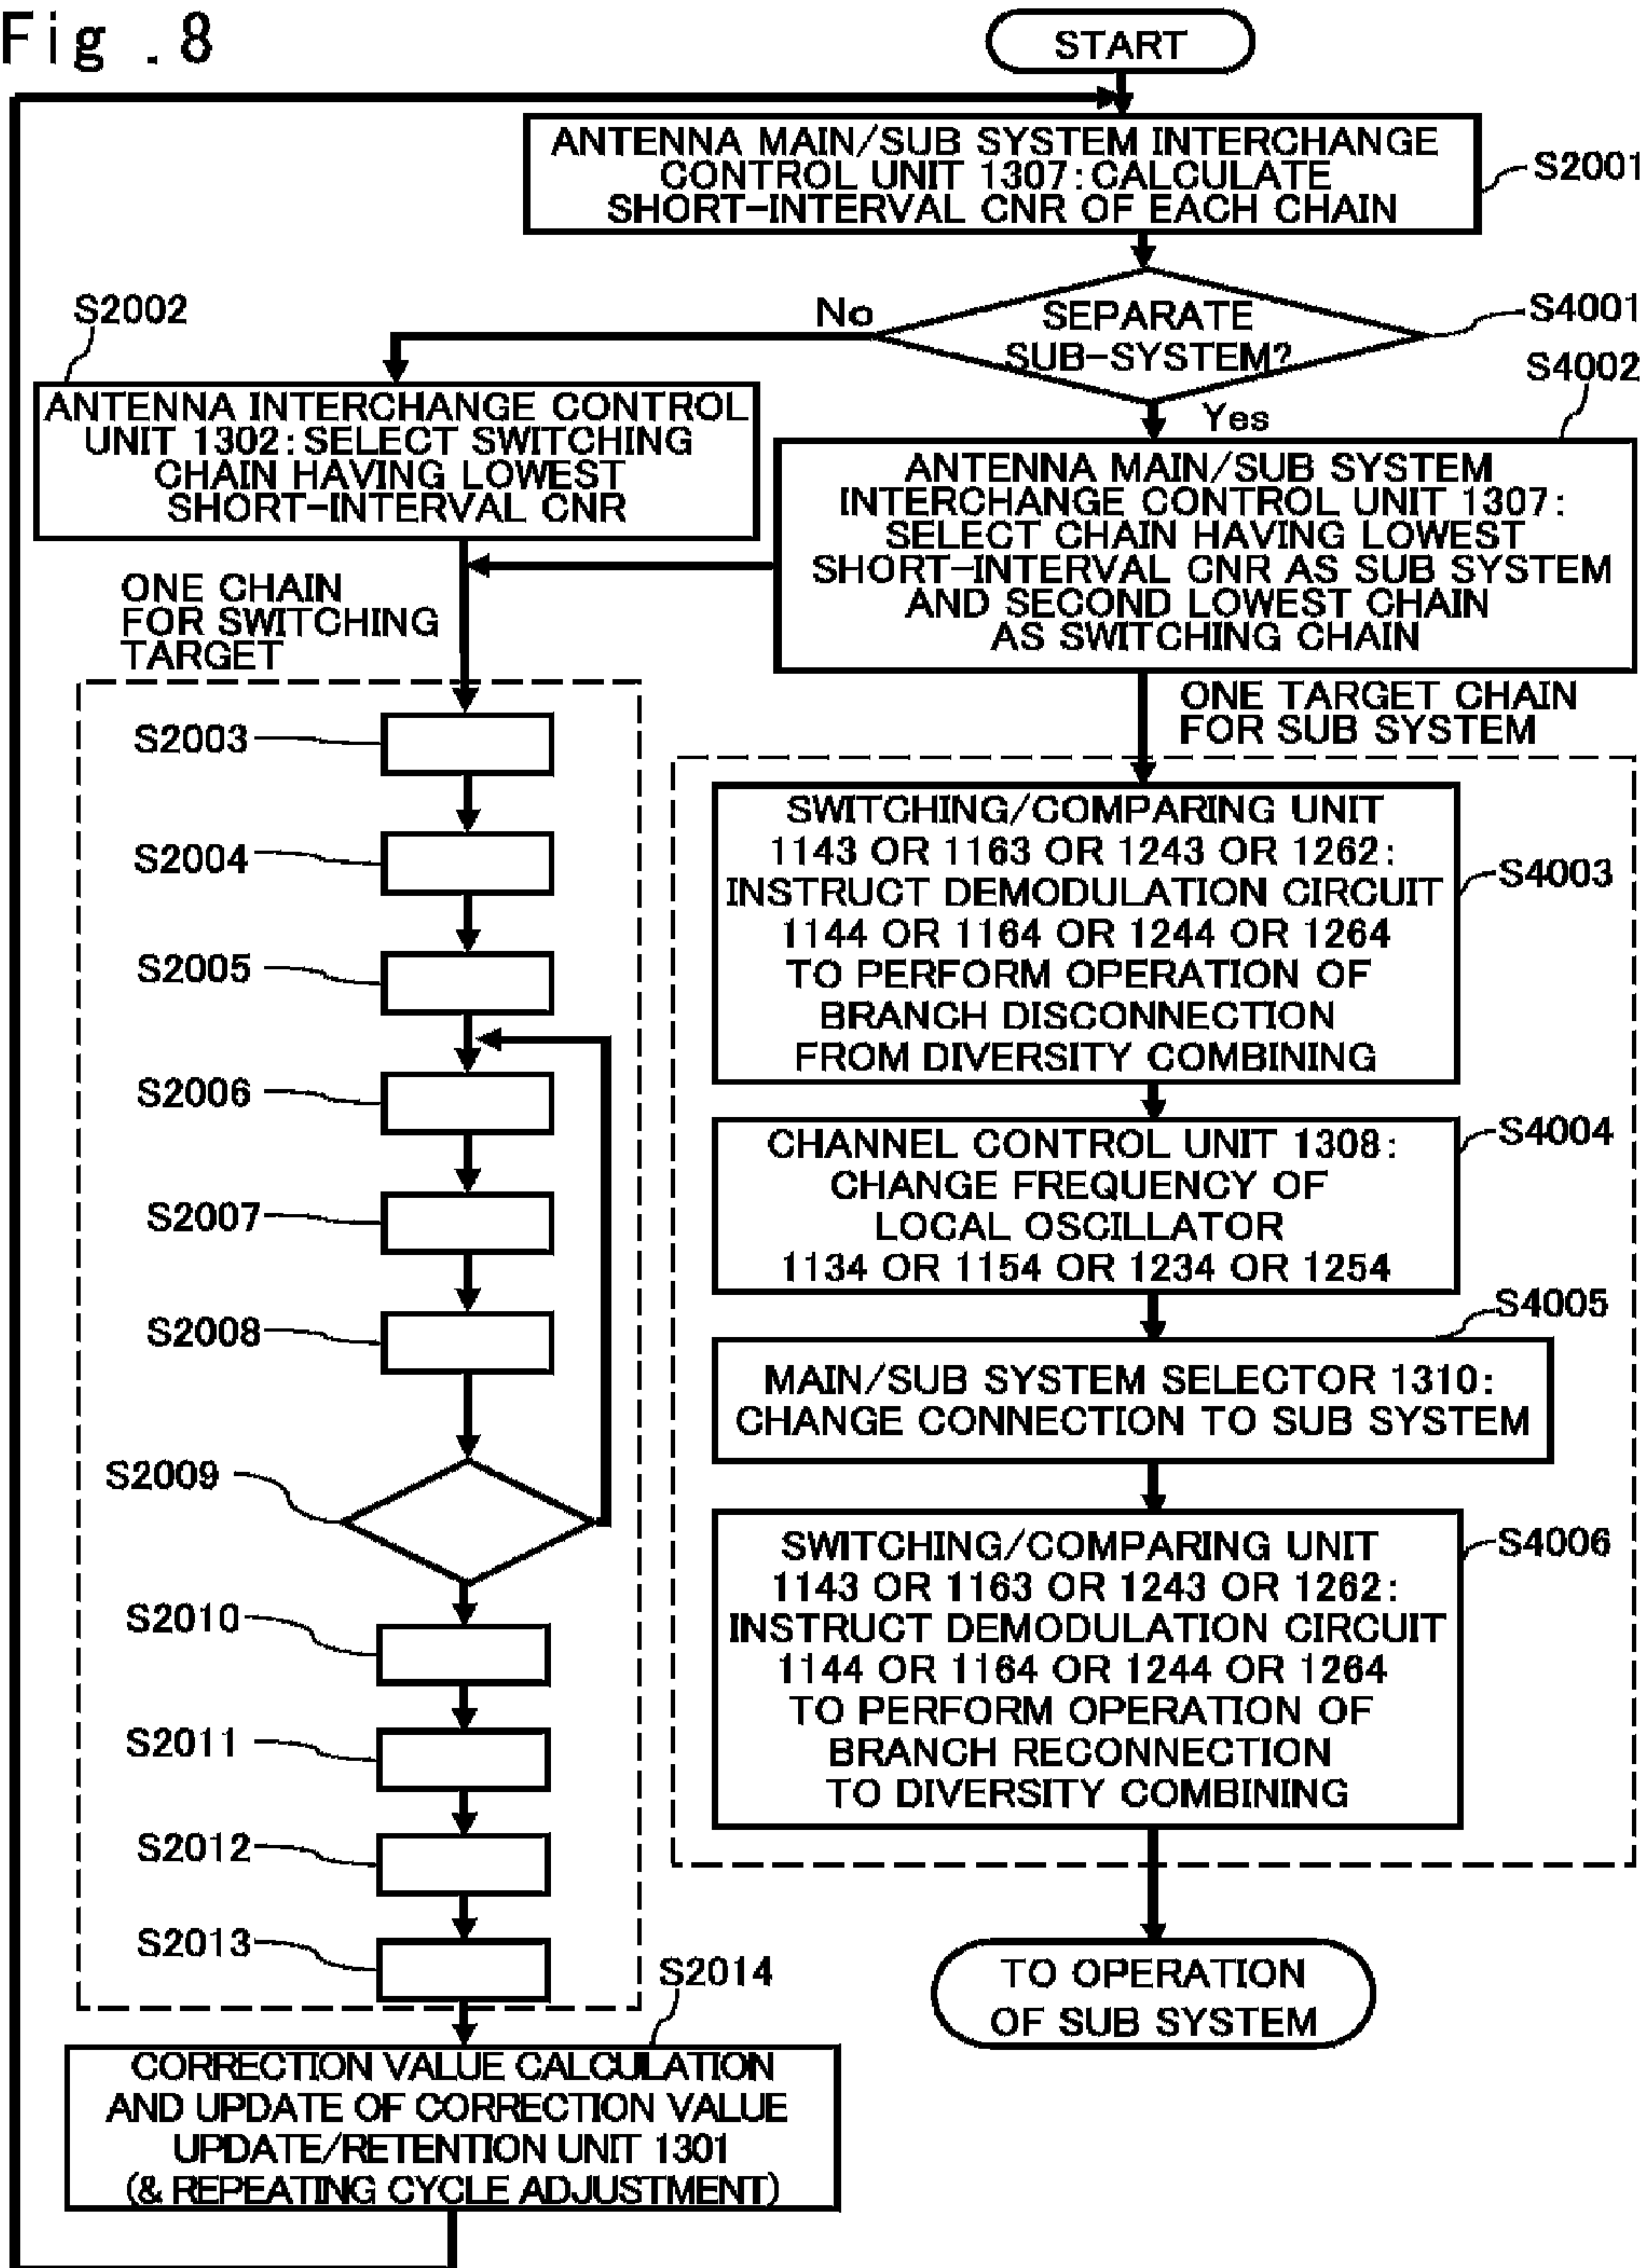 Fig .8
START
ANTENNA MAIN/SUB SYSTEM INTERCHANGE
CONTROL UNIT 1307:CALCULATE
SHORT-INTERVAL CNR OF EACH CHAIN
S2001
SEPARATE
SUB-SYSTEM?
S4001
No
Yes
S2002
ANTENNA INTERCHANGE CONTROL
UNIT 1302:SELECT SWITCHING
CHAIN HAVING LOWEST
SHORT-INTERVAL CNR
S4002
ANTENNA MAIN/SUB SYSTEM
INTERCHANGE CONTROL UNIT 1307:
SELECT CHAIN HAVING LOWEST
SHORT-INTERVAL CNR AS SUB SYSTEM
AND SECOND LOWEST CHAIN
AS SWITCHING CHAIN
ONE CHAIN
FOR SWITCHING
TARGET
ONE TARGET CHAIN
FOR SUB SYSTEM
S2003
S2004
S2005
S2006
S2007
S2008
S2009
S2010
S2011
S2012
S2013
S2014
CORRECTION VALUE CALCULATION
AND UPDATE OF CORRECTION VALUE
UPDATE/RETENTION UNIT 1301
(& REPEATING CYCLE ADJUSTMENT)
SWITCHING/COMPARING UNIT
1143 OR 1163 OR 1243 OR 1262:
INSTRUCT DEMODULATION CIRCUIT
1144 OR 1164 OR 1244 OR 1264
TO PERFORM OPERATION OF
BRANCH DISCONNECTION
FROM DIVERSITY COMBINING
S4003
CHANNEL CONTROL UNIT 1308:
CHANGE FREQUENCY OF
LOCAL OSCILLATOR
1134 OR 1154 OR 1234 OR 1254
S4004
S4005
MAIN/SUB SYSTEM SELECTOR 1310:
CHANGE CONNECTION TO SUB SYSTEM
SWITCHING/COMPARING UNIT
1143 OR 1163 OR 1243 OR 1262:
INSTRUCT DEMODULATION CIRCUIT
1144 OR 1164 OR 1244 OR 1264
TO PERFORM OPERATION OF
BRANCH RECONNECTION
TO DIVERSITY COMBINING
S4006
TO OPERATION
OF SUB SYSTEM